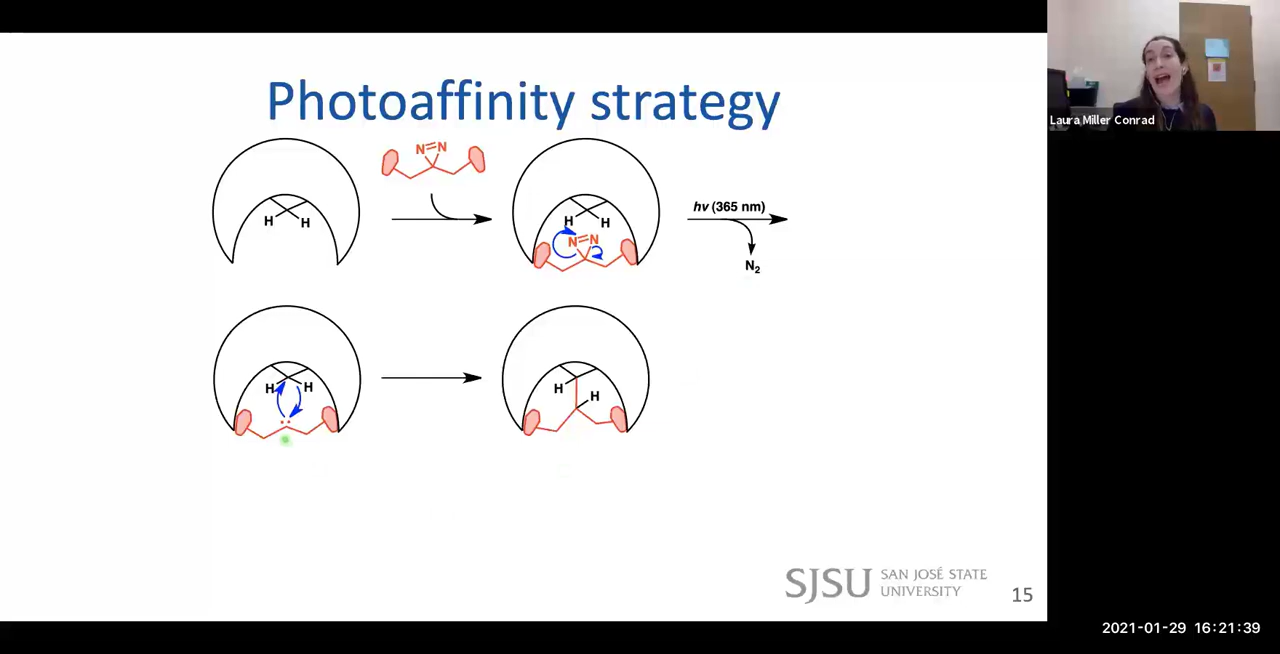 Photoaffinity strategy
Laura Miller Conrad
N=N
H H
H H
N=N
hv (365 nm)
N2
H H
H
H
SJSU SAN JOSÉ STATE
UNIVERSITY
15
2021-01-29 16:21:39